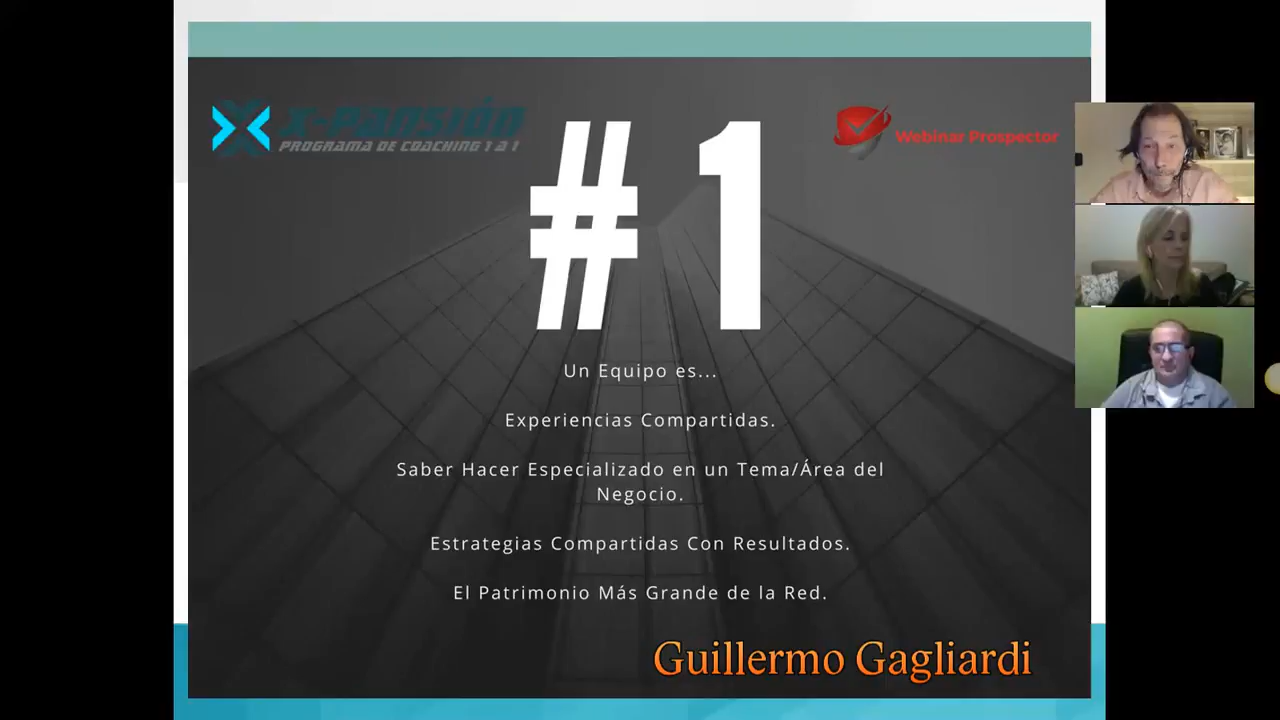 X-PANSIÓN
PROGRAMA DE COACHING 1 A 1
Webinar Prospector
# 1
Un Equipo es...
Experiencias Compartidas.
Saber Hacer Especializado en un Tema/Área del
Negocio.
Estrategias Compartidas Con Resultados.
El Patrimonio Más Grande de la Red.
Guillermo Gagliardi